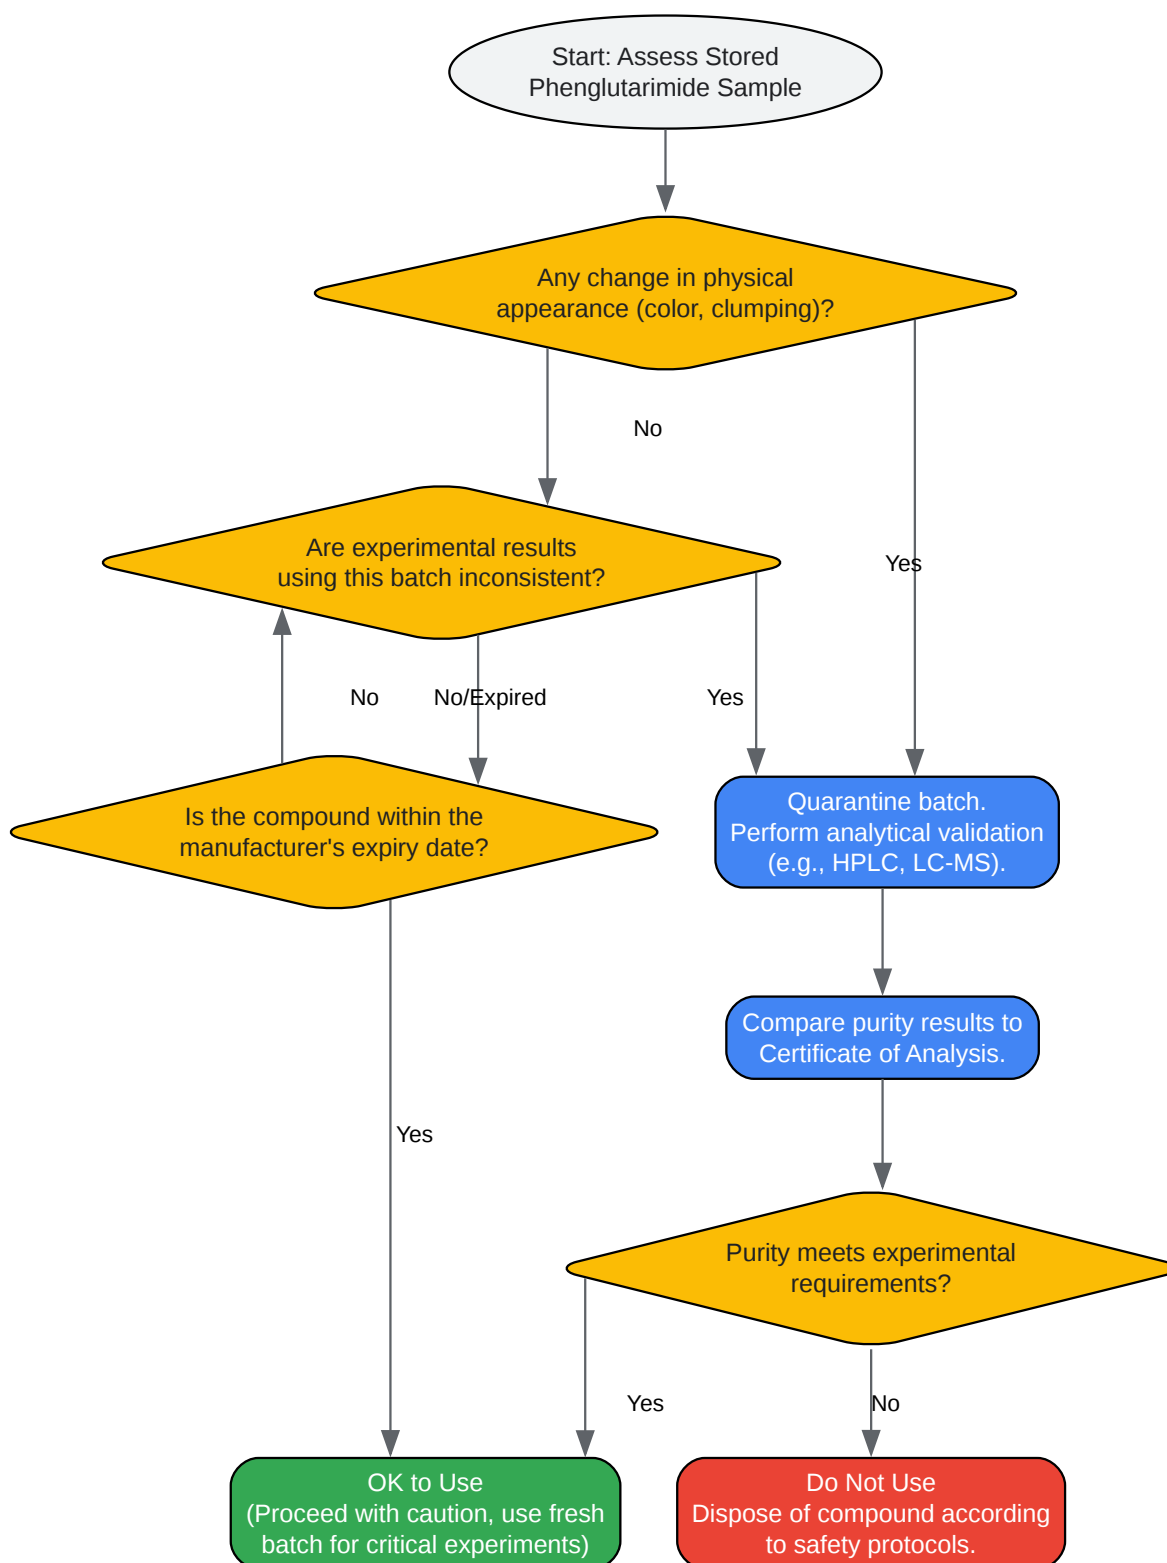 Start: Assess Stored
Phenglutarimide Sample
Any change in physical
appearance (color, clumping)?
No
Are experimental results
using this batch inconsistent?
Yes
No
No/Expired
Yes
Is the compound within the
manufacturer's expiry date?
Quarantine batch.
Perform analytical validation
(e.g., HPLC, LC-MS).
Compare purity results to
Certificate of Analysis.
Yes
Purity meets experimental
requirements?
Yes
No
OK to Use
(Proceed with caution, use fresh
batch for critical experiments)
Do Not Use
Dispose of compound according
to safety protocols.